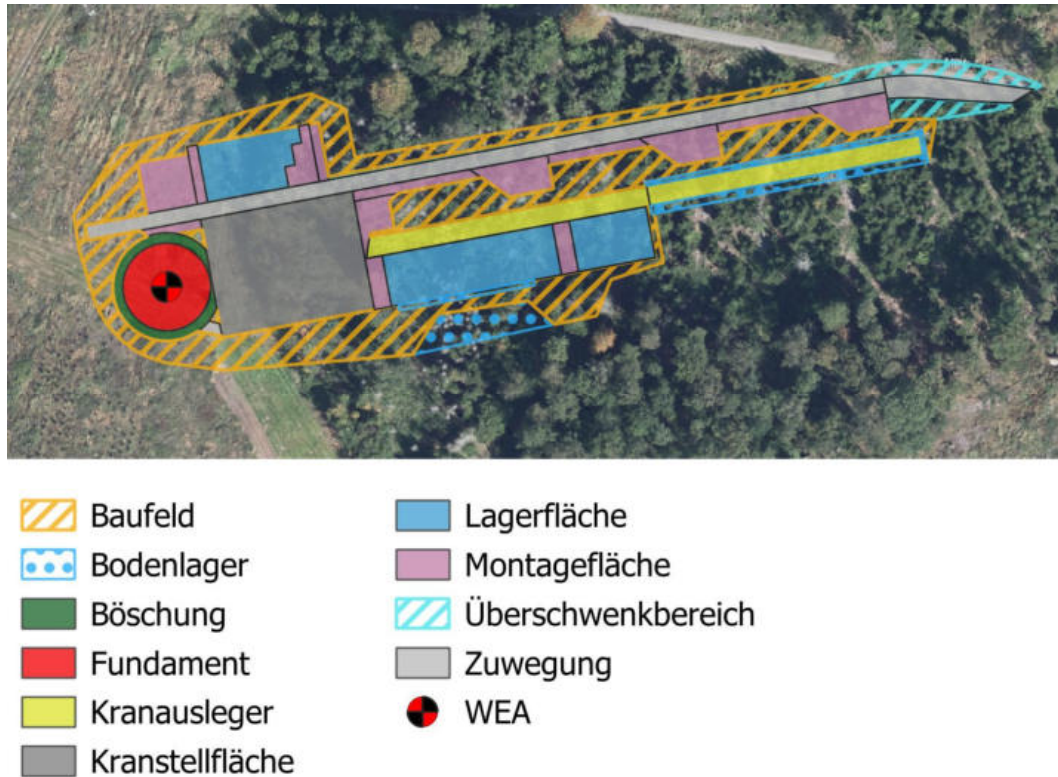 Baufeld
Bodenlager
Böschung
Fundament
Kranausleger
Kranstellfläche
Lagerfläche
Montagefläche
Überschwenkbereich
Zuwegung
WEA